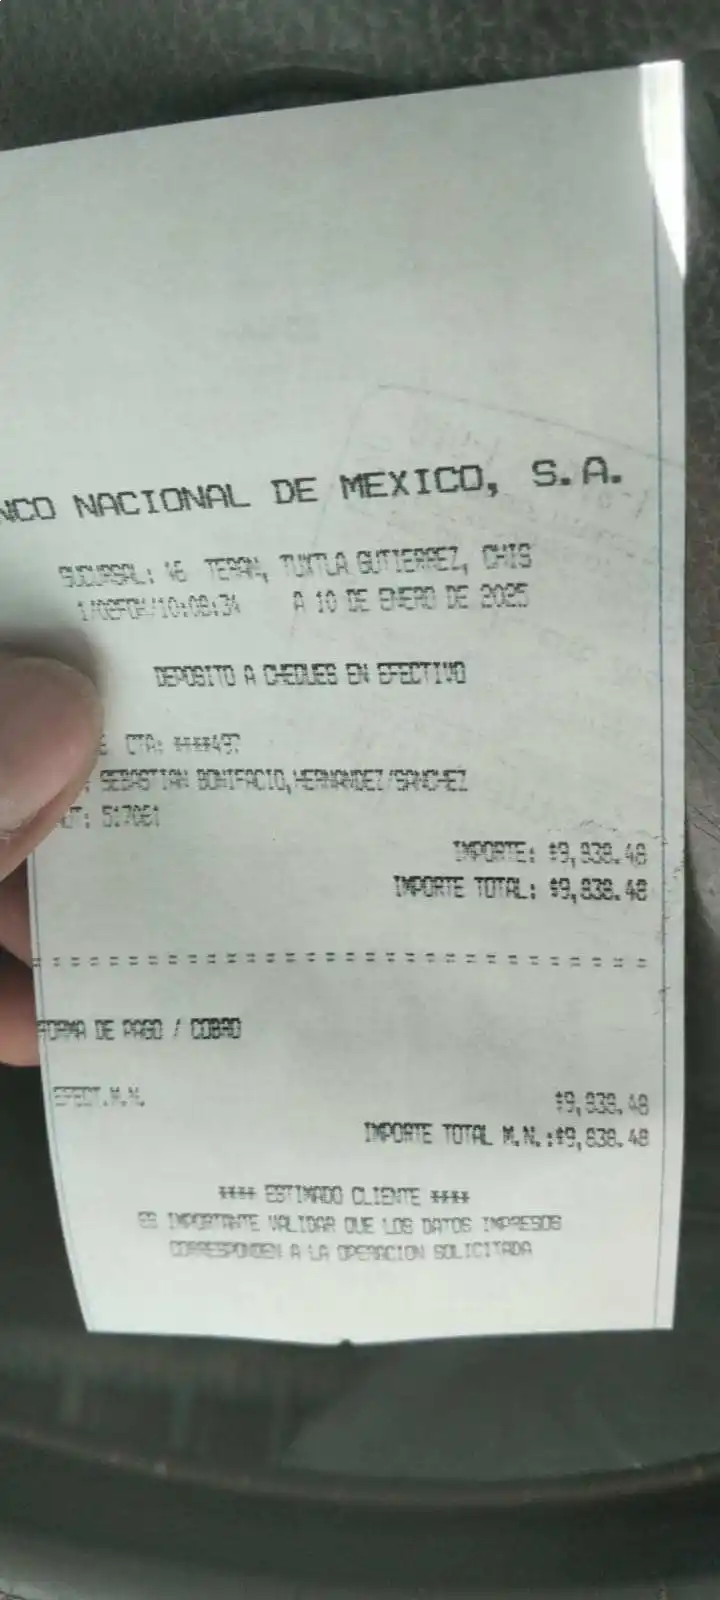 NCO NACIONAL DE MEXICO, S.A.
SUCURSAL: 46 TERAN, TUXTLA GUTIERREZ, CHIS
A 10 DE ENERO DE 2025
DEPOSITO A CHEQUES EN EFECTIVO
CTA: ****497
SEBASTIAN BONIFACIO,HERNANDEZ/SANCHEZ
UT: 517061
IMPORTE: $9,838.48
IMPORTE TOTAL: $9,838.48
FORMA DE PAGO / COBRO
EFECT.M.N. $9,838.48
IMPORTE TOTAL M.N.:$9,838.48
**** ESTIMADO CLIENTE ****
ES IMPORTANTE VALIDAR QUE LOS DATOS IMPRESOS
CORRESPONDEN A LA OPERACION SOLICITADA